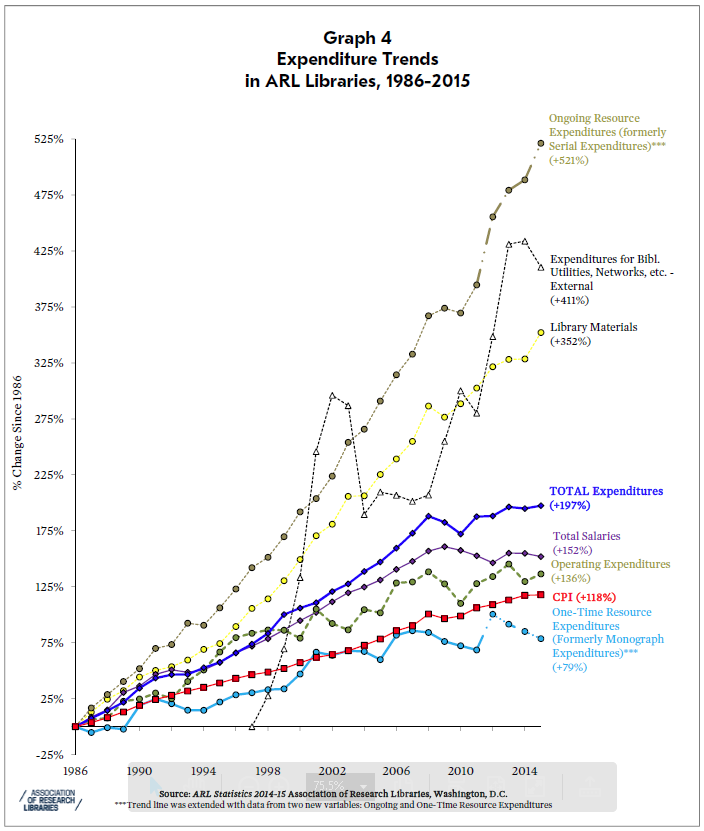 Graph 4
Expenditure Trends
in ARL Libraries, 1986-2015
Ongoing Resource
Expenditures (formerly
Serial Expenditures)***
(+521%)
525%
475%
425%
375%
325%
275%
225%
175%
125%
75%
25%
-25%
% Change Since 1986
Expenditures for Bibl.
Utilities, Networks, etc. -
External
(+411%)
Library Materials
(+352%)
TOTAL Expenditures
(+197%)
Total Salaries
(+152%)
Operating Expenditures
(+136%)
CPI (+118%)
One-Time Resource
Expenditures
(Formerly Monograph
Expenditures)***
(+79%)
1986 1990 1994 1998 2002 2006 2010 2014
75.5%
ASSOCIATION
OF RESEARCH
LIBRARIES
Source: ARL Statistics 2014-15 Association of Research Libraries, Washington, D.C.
***Trend line was extended with data from two new variables: Ongoing and One-Time Resource Expenditures